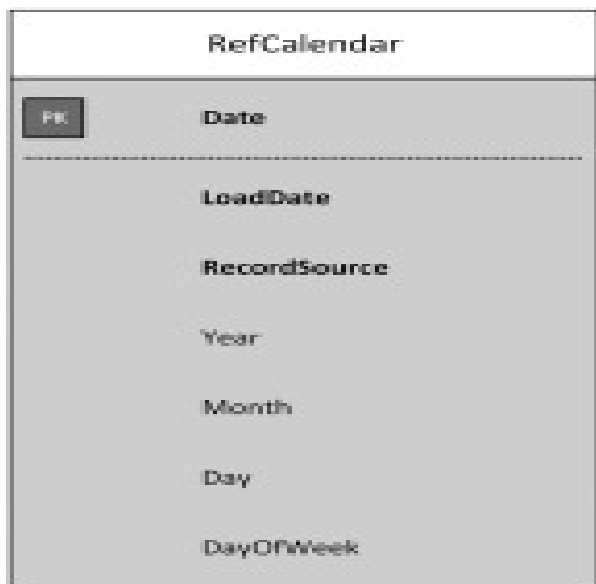 RefCalendar
PK Date
LoadDate
RecordSource
Year
Month
Day
DayOfWeek